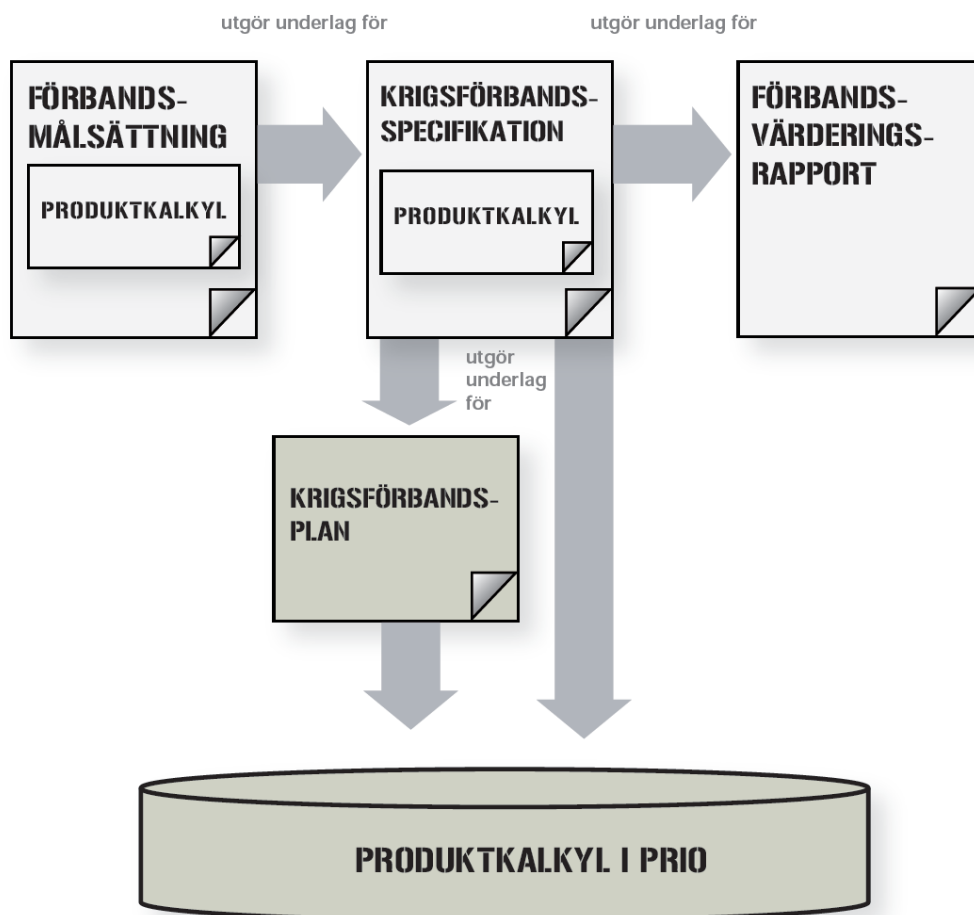 utgör underlag för
utgör underlag för
FÖRBANDS-
MÅLSÄTTNING
PRODUKTKALKYL
KRIGSFÖRBANDS-
SPECIFIKATION
PRODUKTKALKYL
FÖRBANDS-
VÄRDERINGS-
RAPPORT
utgör
underlag
för
KRIGSFÖRBANDS-
PLAN
PRODUKTKALKYL I PRIO